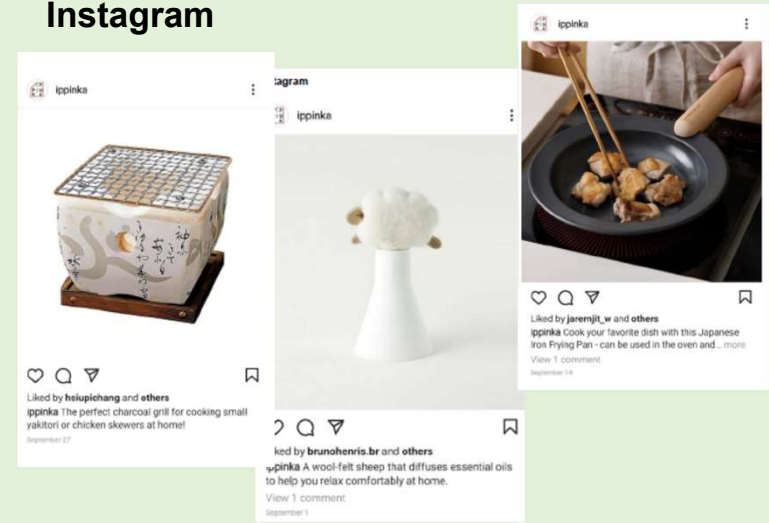 Instagram
ippinka
Liked by hsiupichang and others
ippinka The perfect charcoal grill for cooking small
yakitori or chicken skewers at home!
September 27
tagram
ippinka
ked by brunohenris.br and others
ppinka A wool-felt sheep that diffuses essential oils
to help you relax comfortably at home.
View 1 comment
September 1
ippinka
Liked by jaremjit_w and others
ippinka Cook your favorite dish with this Japanese
Iron Frying Pan - can be used in the oven and... more
View 1 comment
September 14